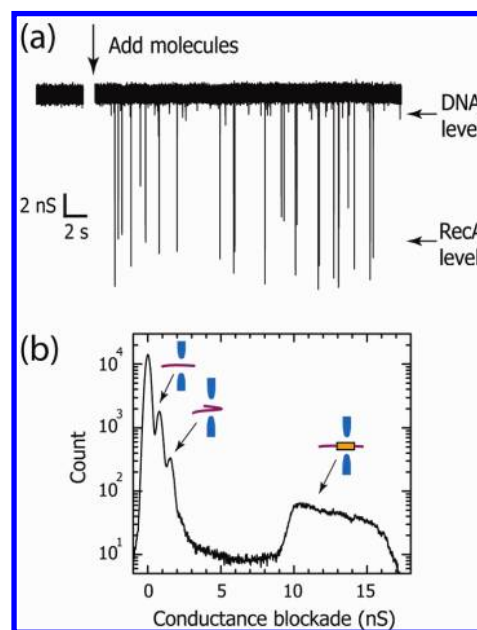 (a)
Add molecules
DNA
level
2 nS
2 s
RecA
level
(b)
10⁴
10³
10²
10¹
Count
0 5 10 15
Conductance blockade (nS)